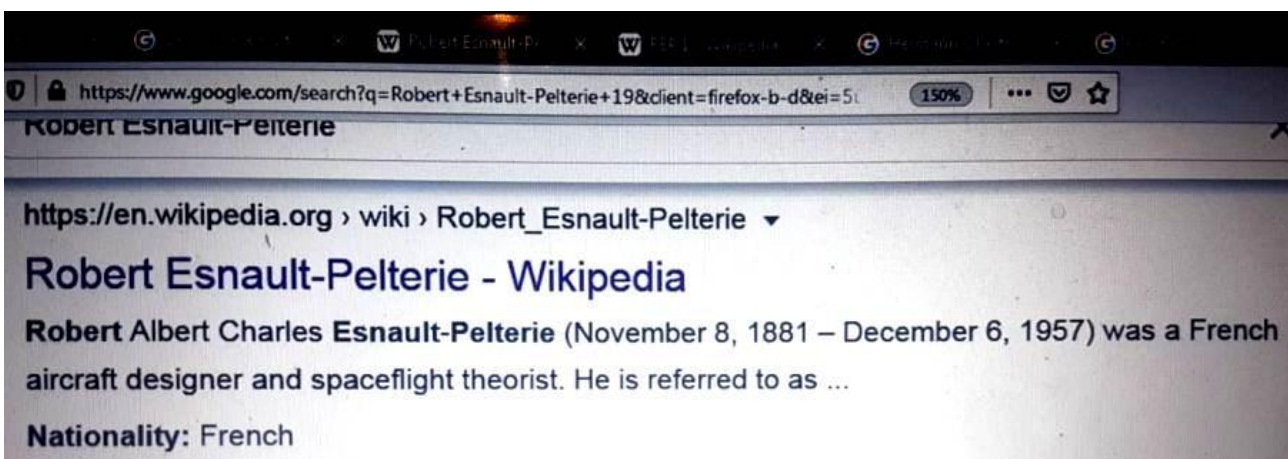 Robert Esnault-P
https://www.google.com/search?q=Robert+Esnault-Pelterie+19&client=firefox-b-d&ei=5 150%
Robert Esnault-Pelterie
https://en.wikipedia.org › wiki › Robert_Esnault-Pelterie
Robert Esnault-Pelterie - Wikipedia
Robert Albert Charles Esnault-Pelterie (November 8, 1881 – December 6, 1957) was a French
aircraft designer and spaceflight theorist. He is referred to as ...
Nationality: French